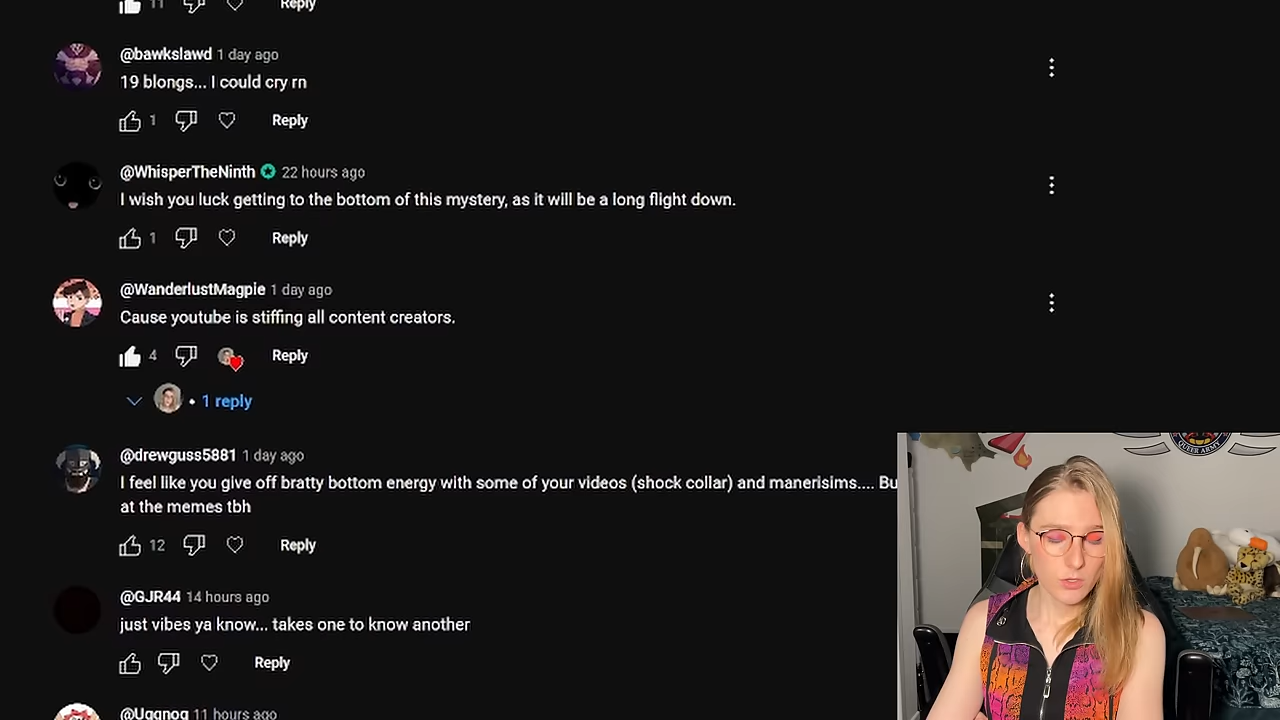 11 Reply
@bawkslawd 1 day ago
19 blongs... I could cry rn
1 Reply
@WhisperTheNinth 22 hours ago
I wish you luck getting to the bottom of this mystery, as it will be a long flight down.
1 Reply
@WanderlustMagpie 1 day ago
Cause youtube is stiffing all content creators.
4 Reply
• 1 reply
@drewguss5881 1 day ago
I feel like you give off bratty bottom energy with some of your videos (shock collar) and manerisims.... Bu
at the memes tbh
12 Reply
@GJR44 14 hours ago
just vibes ya know... takes one to know another
Reply
@Uggnog 11 hours ago
QUEER ARMY